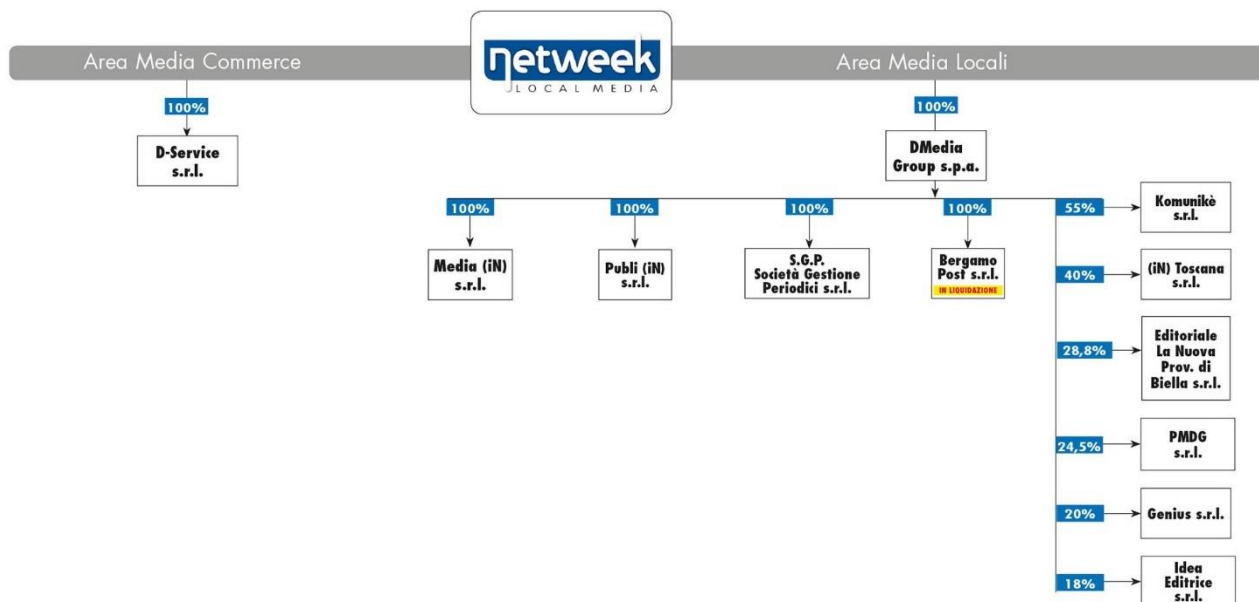 Area Media Commerce
netweek
LOCAL MEDIA
Area Media Locali
100%
100%
D-Service
s.r.l.
DMedia
Group s.p.a.
100%
100%
100%
100%
55%
Komunikè
s.r.l.
Media (iN)
s.r.l.
Publi (iN)
s.r.l.
S.G.P.
Società Gestione
Periodici s.r.l.
Bergamo
Post s.r.l.
IN LIQUIDAZIONE
40%
(iN) Toscana
s.r.l.
28,8%
Editoriale
La Nuova
Prov. di
Biella s.r.l.
24,5%
PMDG
s.r.l.
20%
Genius s.r.l.
18%
Idea
Editrice
s.r.l.